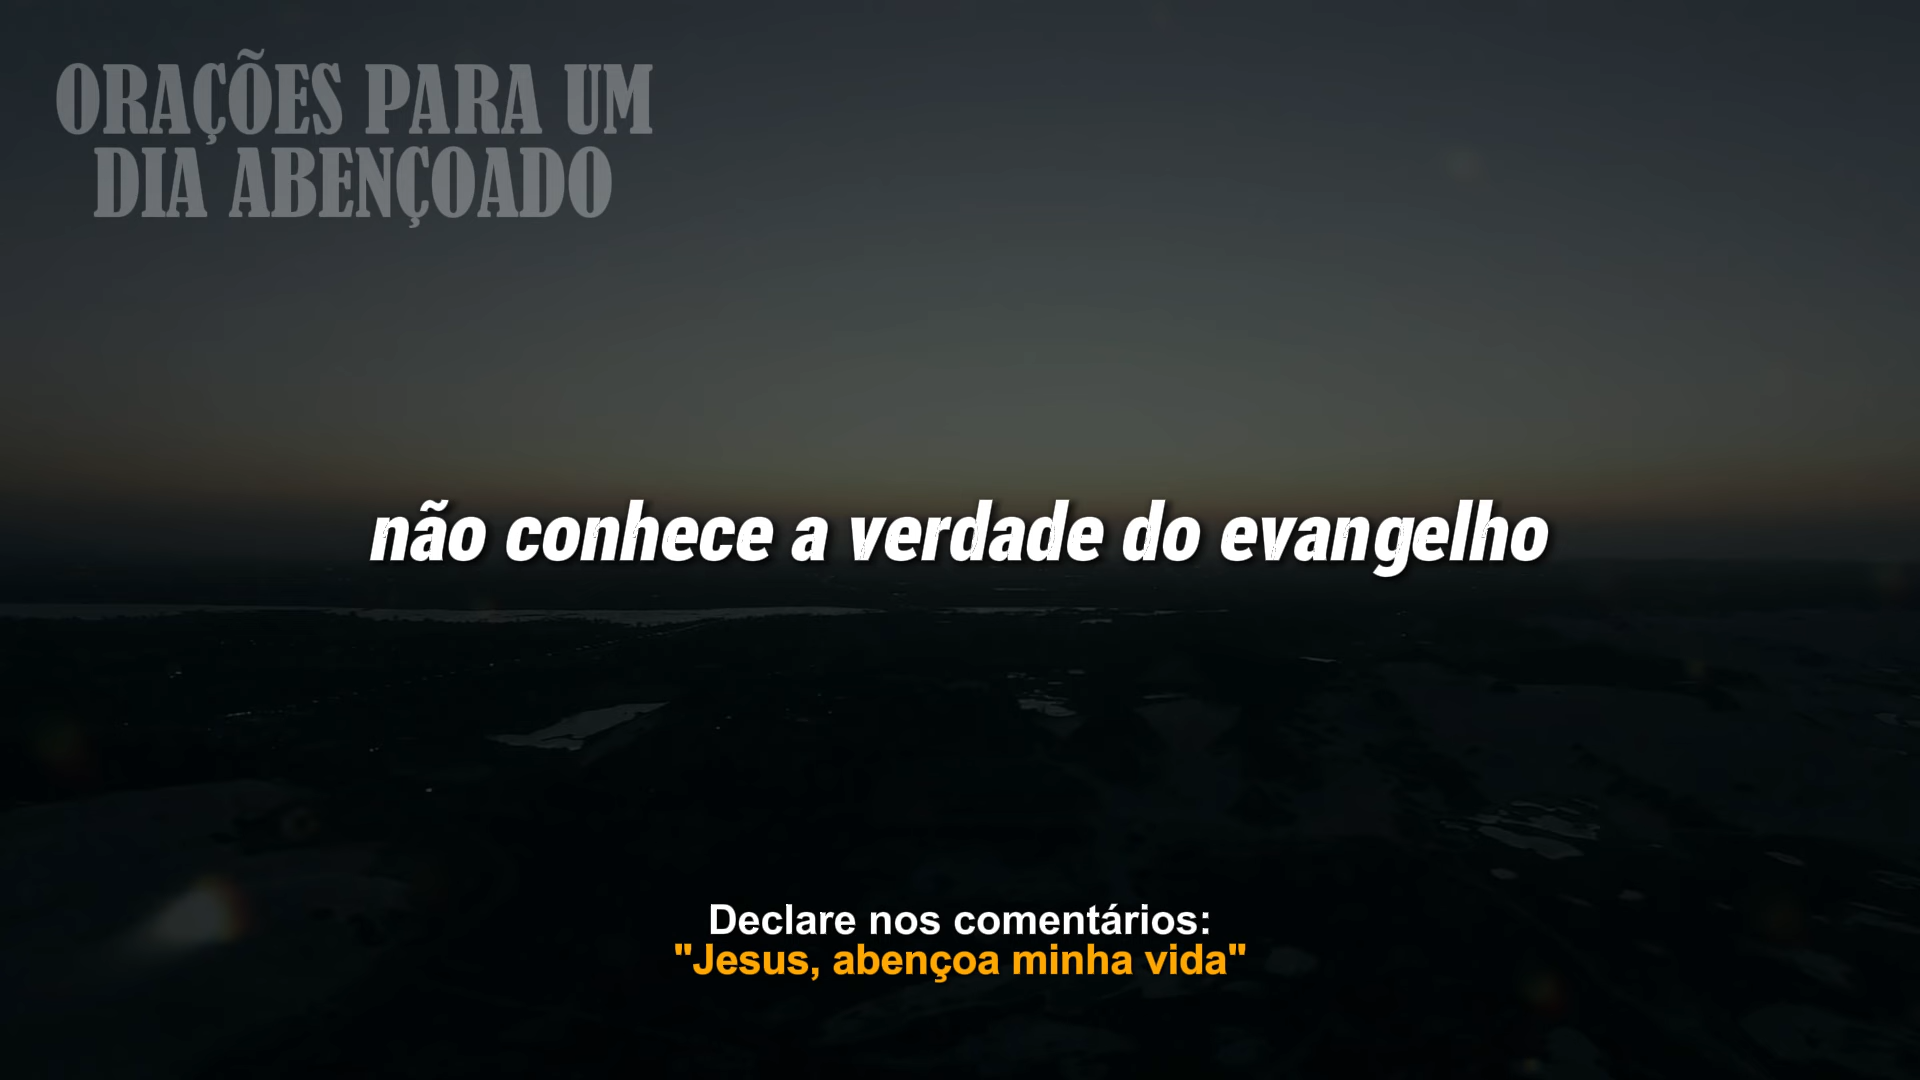 ORAÇÕES PARA UM
DIA ABENÇOADO
não conhece a verdade do evangelho
Declare nos comentários:
"Jesus, abençoa minha vida"